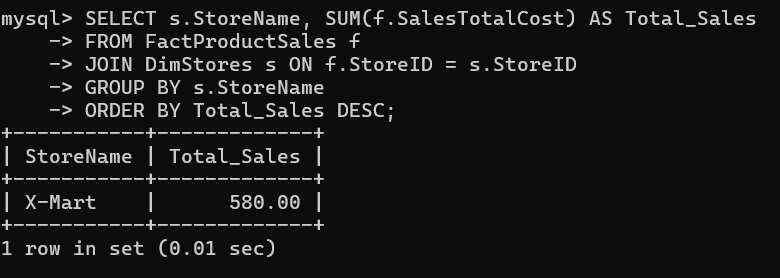 mysql> SELECT s.StoreName, SUM(f.SalesTotalCost) AS Total_Sales
    -> FROM FactProductSales f
    -> JOIN DimStores s ON f.StoreID = s.StoreID
    -> GROUP BY s.StoreName
    -> ORDER BY Total_Sales DESC;
+-----------+-------------+
| StoreName | Total_Sales |
+-----------+-------------+
| X-Mart    |      580.00 |
+-----------+-------------+
1 row in set (0.01 sec)